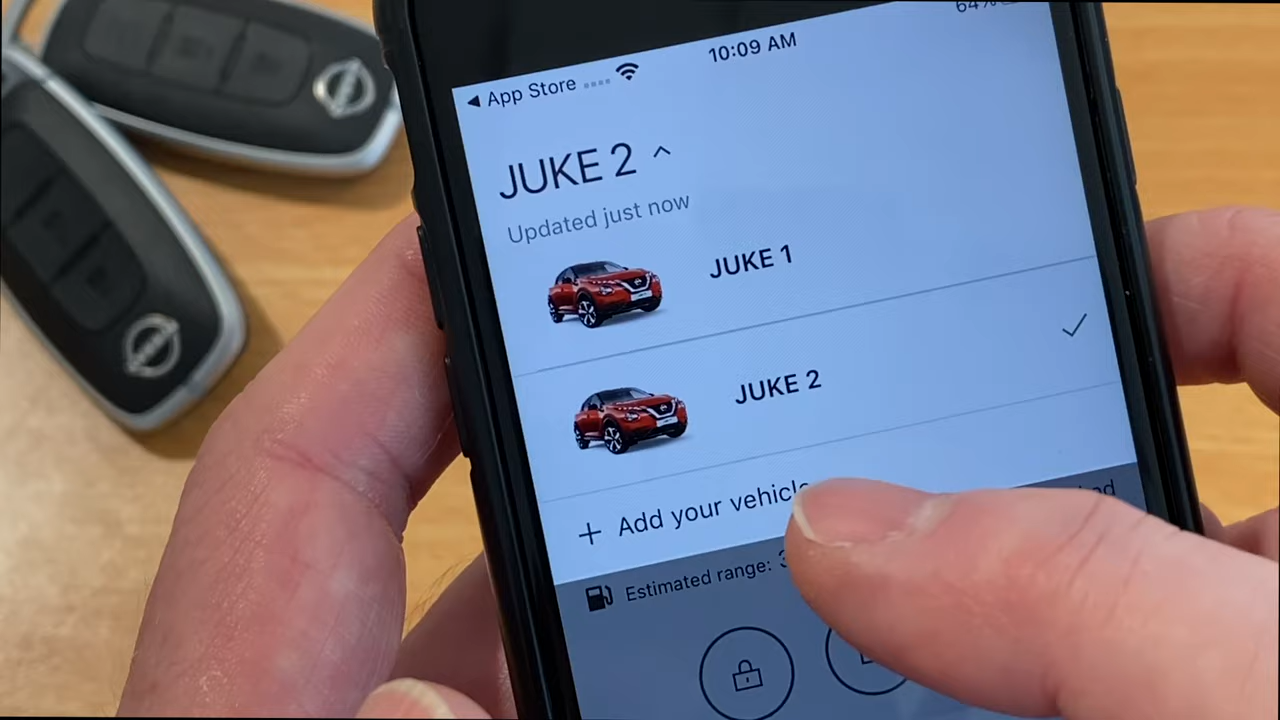 64%
10:09 AM
App Store
JUKE 2
Updated just now
JUKE 1
JUKE 2
Add your vehicle
Estimated range: